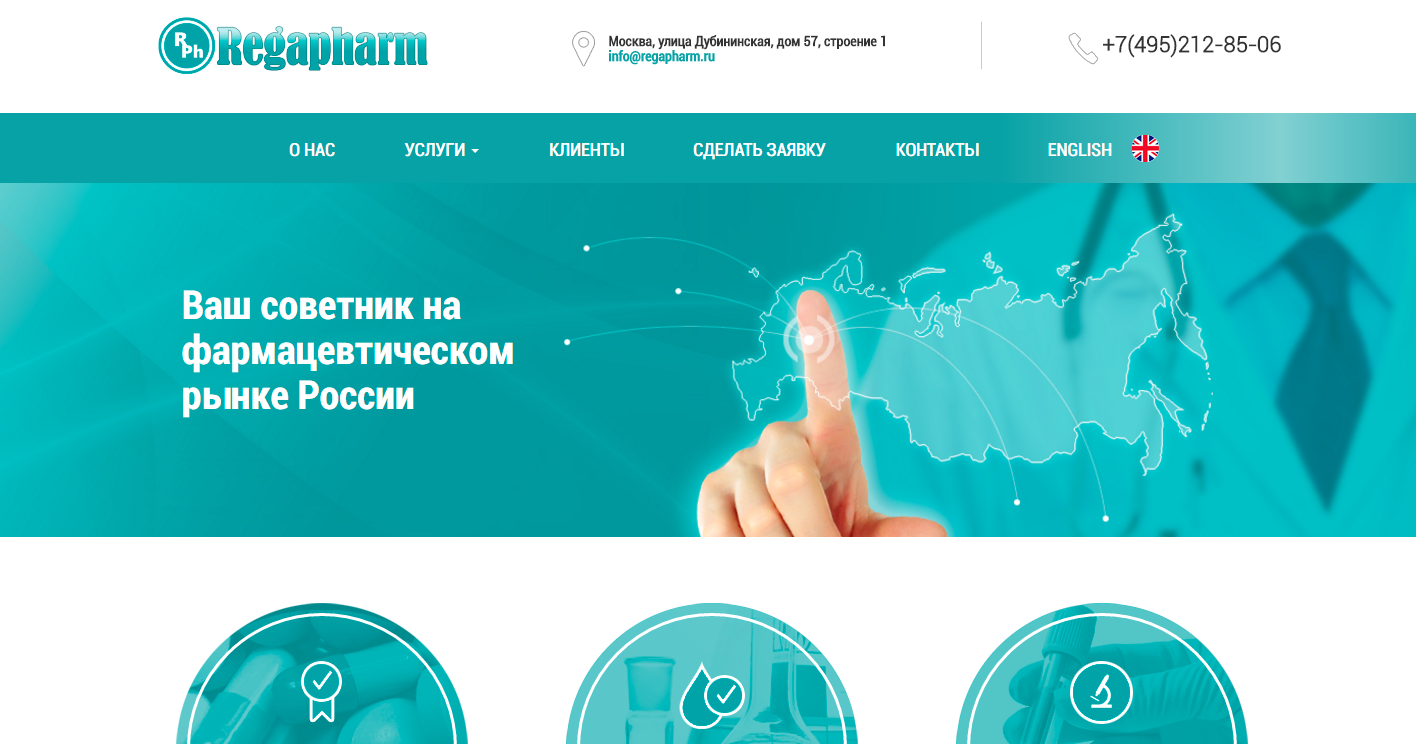 RPh Regapharm
Москва, улица Дубининская, дом 57, строение 1
info@regapharm.ru
+7(495)212-85-06
О НАС УСЛУГИ КЛИЕНТЫ СДЕЛАТЬ ЗАЯВКУ КОНТАКТЫ ENGLISH
Ваш советник на
фармацевтическом
рынке России